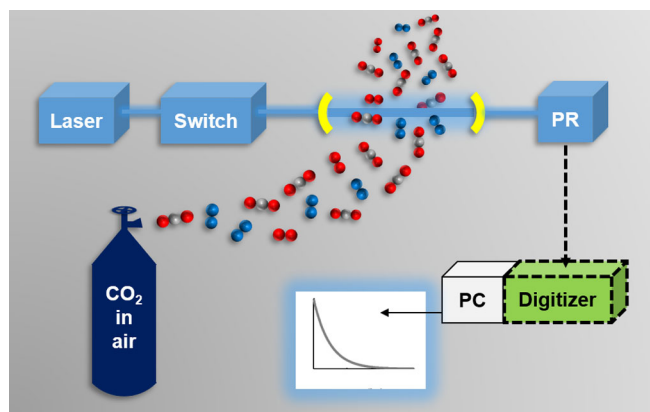 Laser
Switch
PR
CO₂
in
air
PC
Digitizer